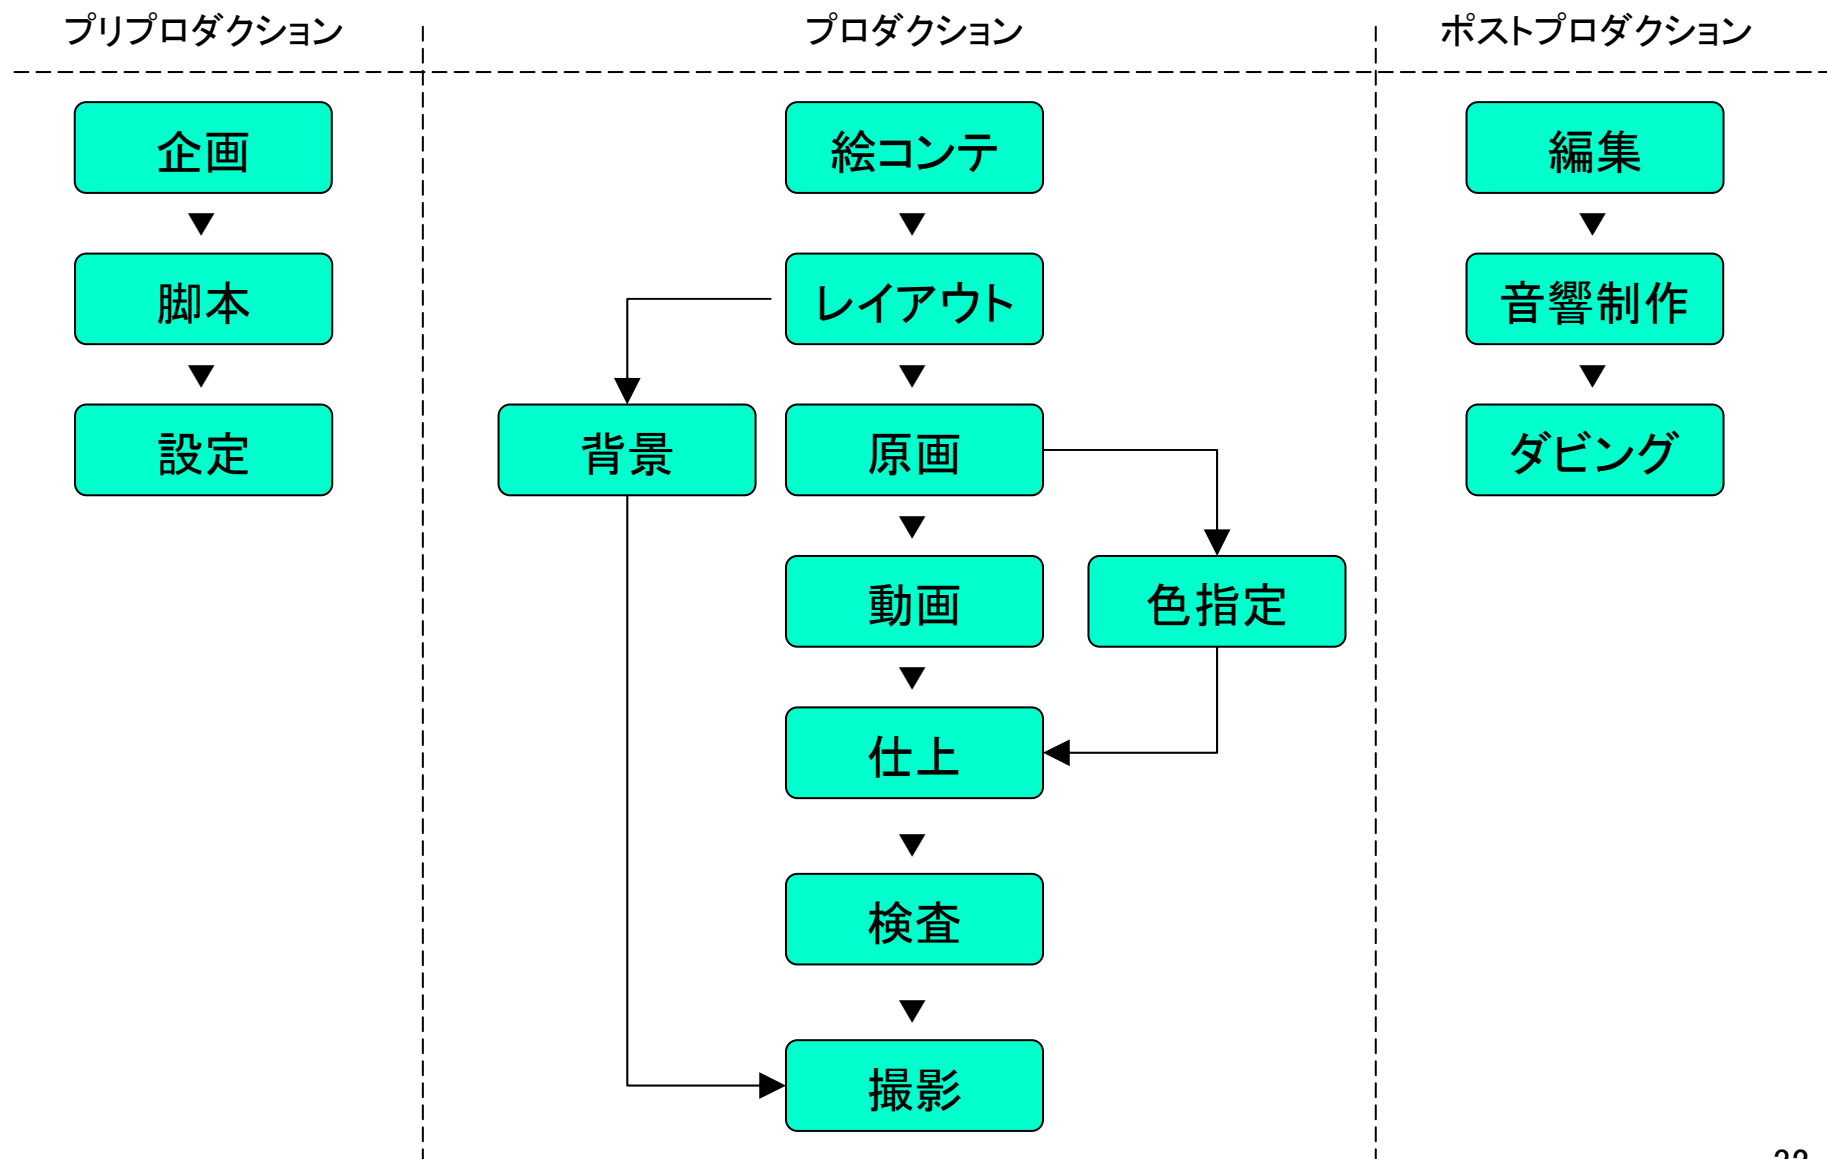 プリプロダクション
プロダクション
ポストプロダクション
企画
脚本
設定
絵コンテ
レイアウト
背景
原画
動画
色指定
仕上
検査
撮影
編集
音響制作
ダビング